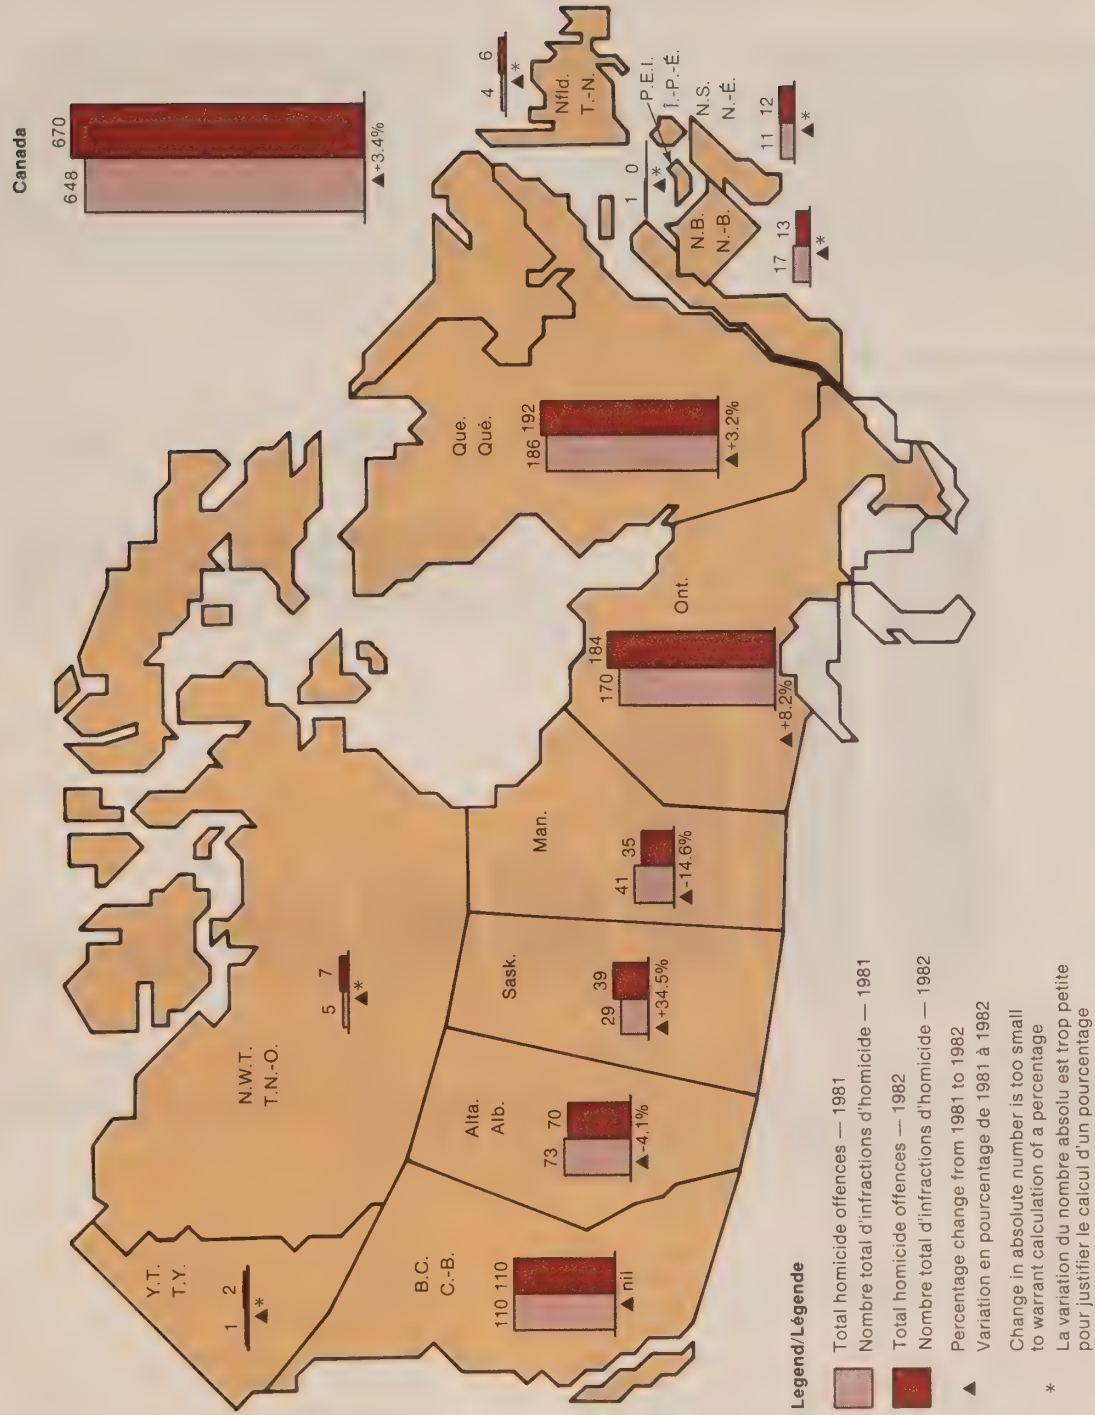 Canada
648
670
▲+3.4%
Y.T.
T.Y.
1 2
▲*
N.W.T.
T.N.-O.
5 7
▲*
B.C.
C.-B.
110 110
▲ nil
Alta.
Alb.
73 70
▲-4.1%
Sask.
29 39
▲+34.5%
Man.
41 35
▲-14.6%
Ont.
170 184
▲+8.2%
Que.
Qué.
186 192
▲+3.2%
Nfld.
T.-N.
4 6
▲*
P.E.I.
Î.-P.-É.
1 0
▲*
N.S.
N.-É.
11 12
▲*
N.B.
N.-B.
17 13
▲*
Legend/Légende
Total homicide offences — 1981
Nombre total d'infractions d'homicide — 1981
Total homicide offences — 1982
Nombre total d'infractions d'homicide — 1982
▲ Percentage change from 1981 to 1982
Variation en pourcentage de 1981 à 1982
* Change in absolute number is too small
to warrant calculation of a percentage
La variation du nombre absolu est trop petite
pour justifier le calcul d'un pourcentage